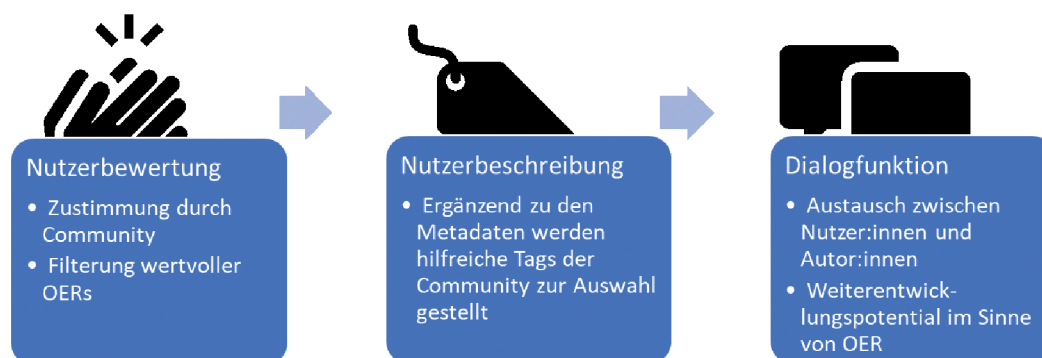 Nutzerbewertung
• Zustimmung durch
Community
• Filterung wertvoller
OERs
Nutzerbeschreibung
• Ergänzend zu den
Metadaten werden
hilfreiche Tags der
Community zur Auswahl
gestellt
Dialogfunktion
• Austausch zwischen
Nutzer:innen und
Autor:innen
• Weiterentwick-
lungspotential im Sinne
von OER